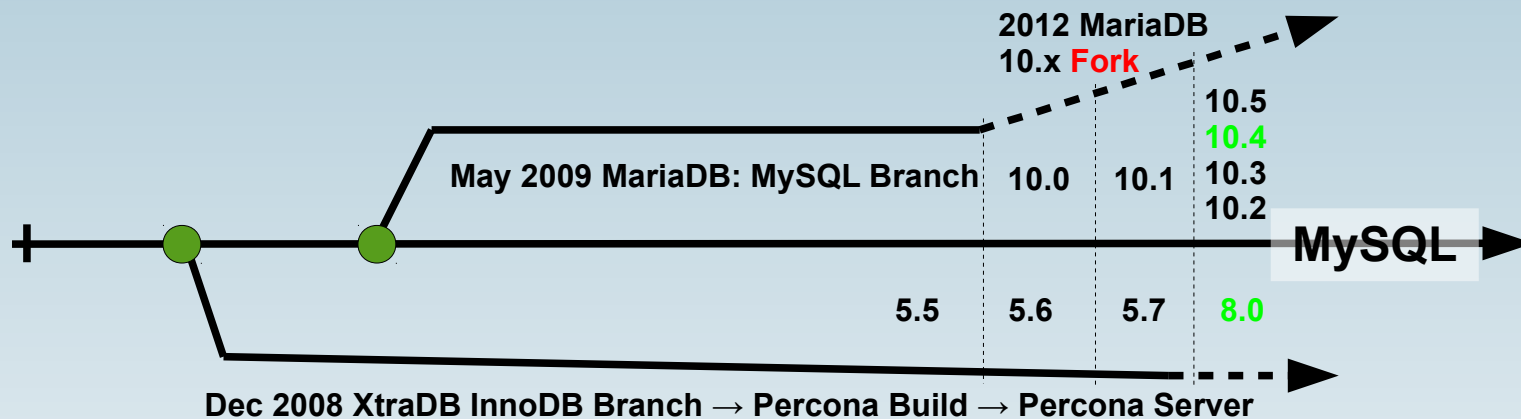 2012 MariaDB
10.x Fork
10.5
10.4
May 2009 MariaDB: MySQL Branch 10.0 10.1 10.3
10.2
MySQL
5.5 5.6 5.7 8.0
Dec 2008 XtraDB InnoDB Branch → Percona Build → Percona Server